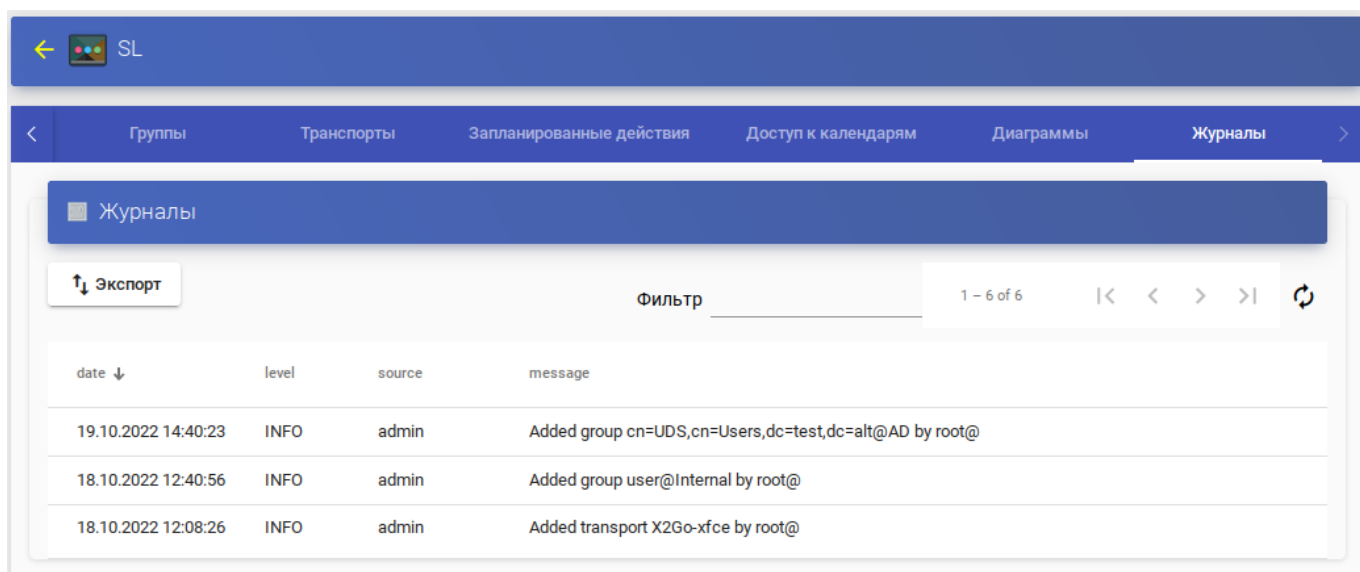 SL
Группы Транспорты Запланированные действия Доступ к календарям Диаграммы Журналы
Журналы
Экспорт
Фильтр 1 – 6 of 6
date level source message
19.10.2022 14:40:23 INFO admin Added group cn=UDS,cn=Users,dc=test,dc=alt@AD by root@
18.10.2022 12:40:56 INFO admin Added group user@Internal by root@
18.10.2022 12:08:26 INFO admin Added transport X2Go-xfce by root@